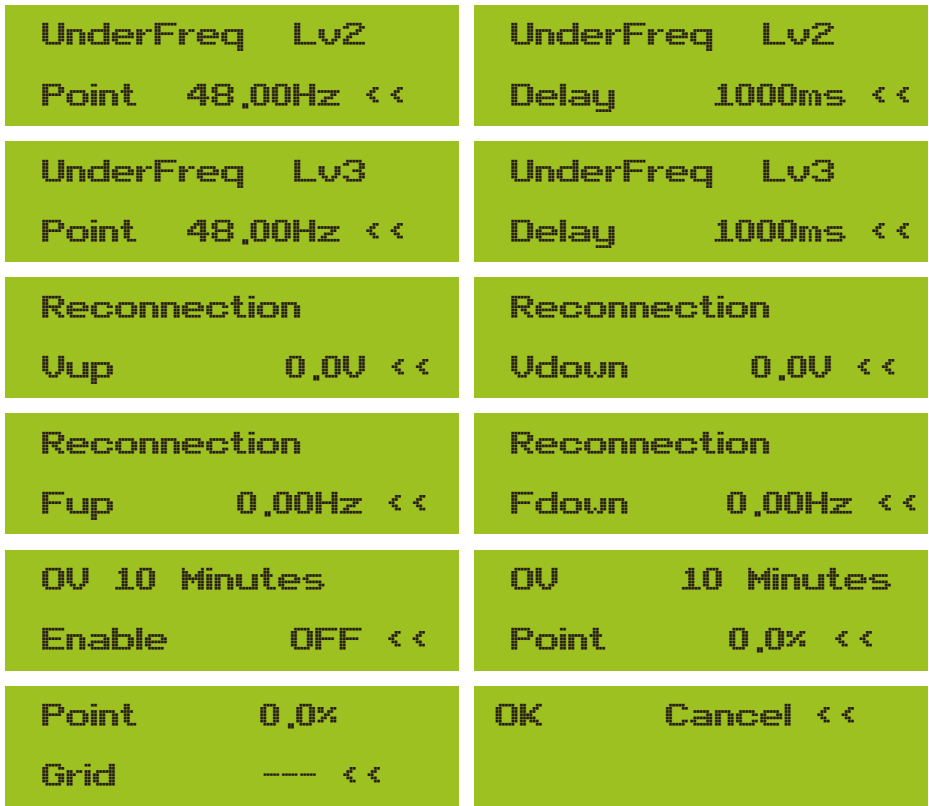 UnderFreq Lv2
Point 48.00Hz <<
UnderFreq Lv2
Delay 1000ms <<
UnderFreq Lv3
Point 48.00Hz <<
UnderFreq Lv3
Delay 1000ms <<
Reconnection
Vup 0.0V <<
Reconnection
Vdown 0.0V <<
Reconnection
Fup 0.00Hz <<
Reconnection
Fdown 0.00Hz <<
OV 10 Minutes
Enable OFF <<
OV 10 Minutes
Point 0.0% <<
Point 0.0%
Grid --- <<
OK Cancel <<